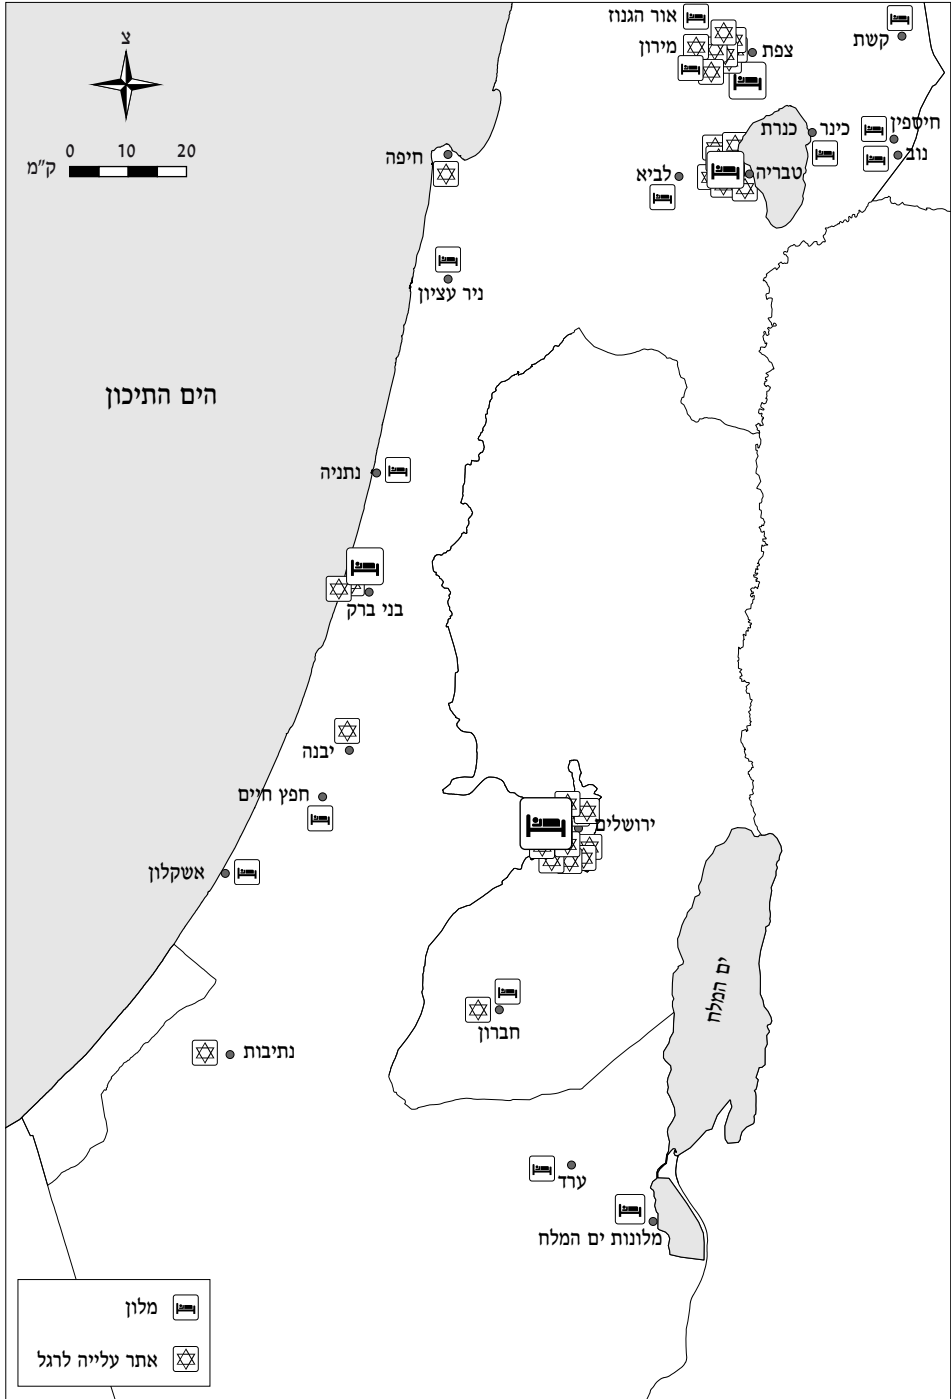 אור הגנוז
קשת
צ
מירון
צפת
חיספין
כינר
כנרת
0 10 20
ק"מ
חיפה
נוב
טבריה
לביא
ניר עציון
הים התיכון
נתניה
בני ברק
יבנה
חפץ חיים
ירושלים
אשקלון
ים המלח
חברון
נתיבות
ערד
מלונות ים המלח
מלון
אתר עלייה לרגל